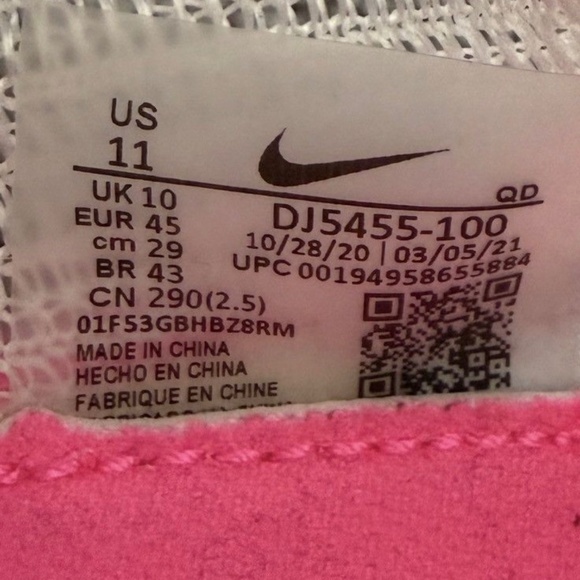 US
11
UK 10
EUR 45
cm 29
BR 43
CN 290(2.5)
QD
DJ5455-100
10/28/20 | 03/05/21
UPC 00194958655884
01FS3GBHBZ8RM
MADE IN CHINA
HECHO EN CHINA
FABRIQUE EN CHINE